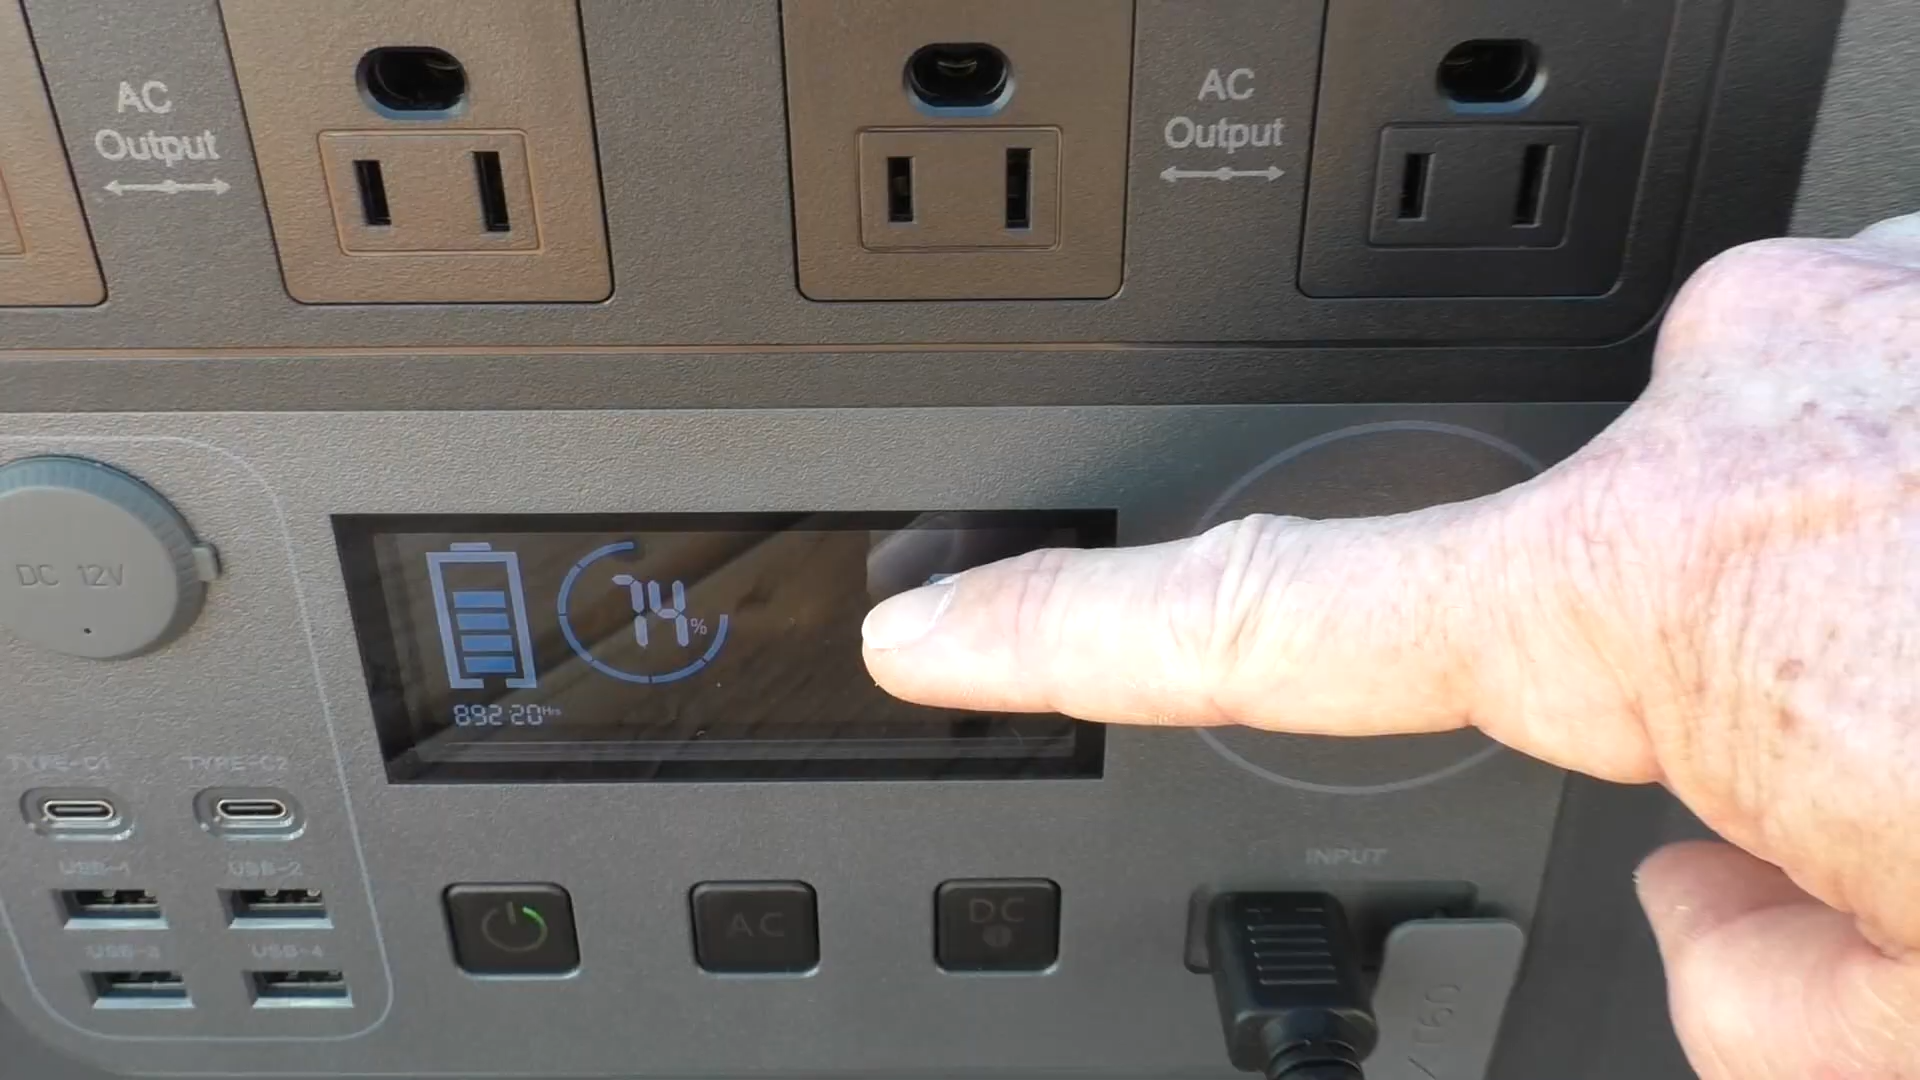 AC
Output
AC
Output
DC 12V
74%
892:20Hrs
TYPE-C1
TYPE-C2
USB-1
USB-2
USB-3
USB-4
AC
DC
INPUT